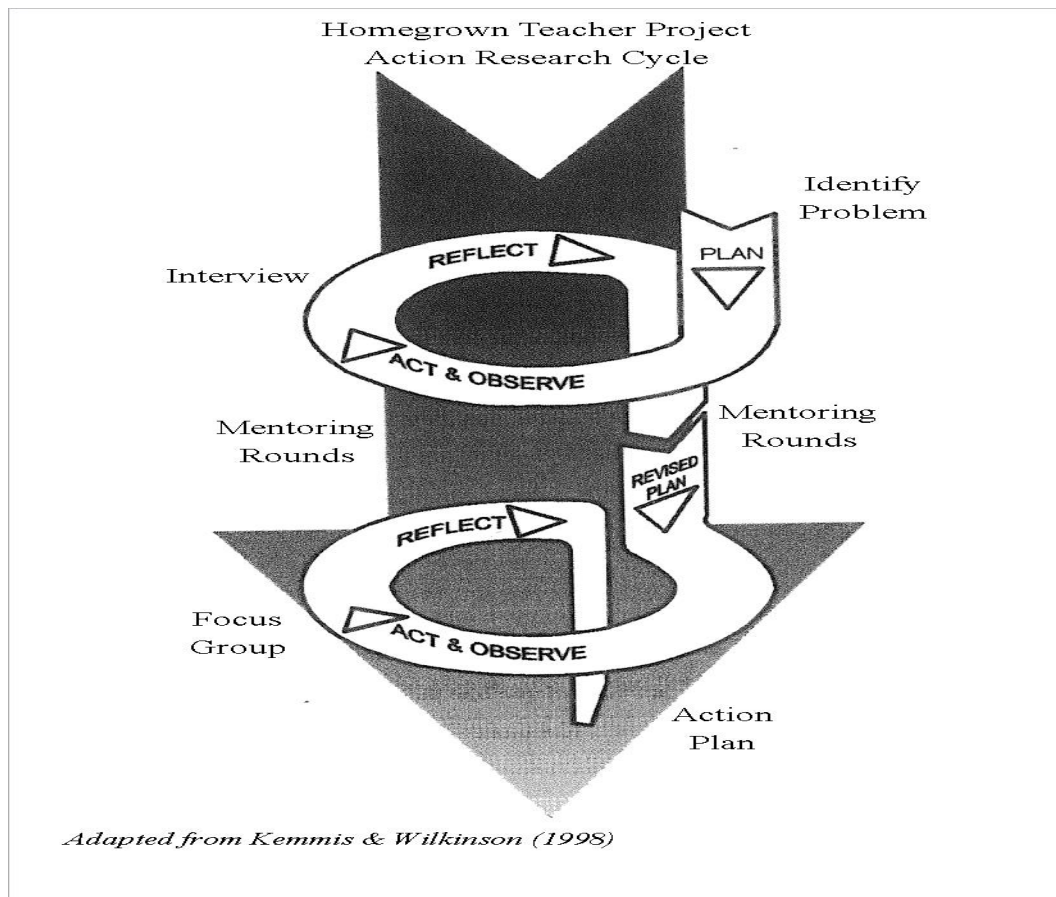 Homegrown Teacher Project
Action Research Cycle
Identify
Problem
PLAN
REFLECT
Interview
ACT & OBSERVE
Mentoring
Rounds
Mentoring
Rounds
REVISED
PLAN
REFLECT
Focus
Group
ACT & OBSERVE
Action
Plan
Adapted from Kemmis & Wilkinson (1998)